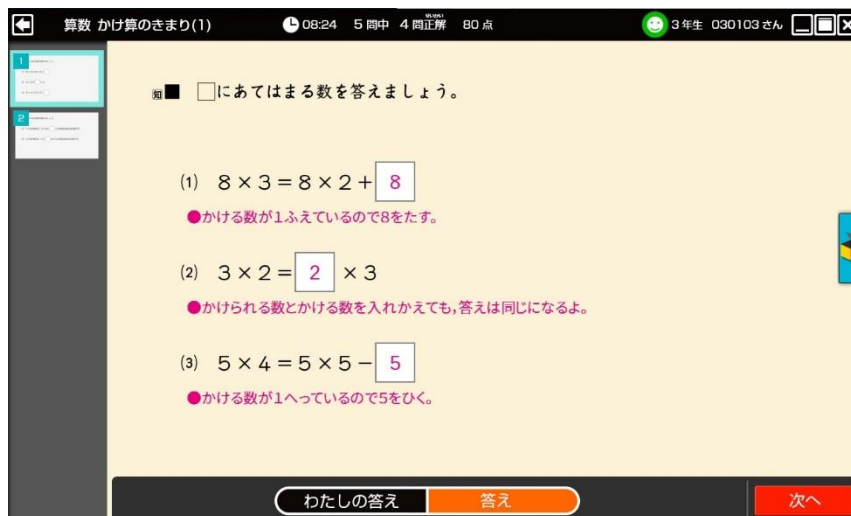 算数 かけ算のきまり(1) 08:24 5問中 4問正解 80点 3年生 030103さん
せいかい
1
2
知■ □にあてはまる数を答えましょう。
(1) 8×3=8×2+8
●かける数が1ふえているので8をたす。
(2) 3×2=2×3
●かけられる数とかける数を入れかえても,答えは同じになるよ。
(3) 5×4=5×5−5
●かける数が1へっているので5をひく。
わたしの答え 答え 次へ